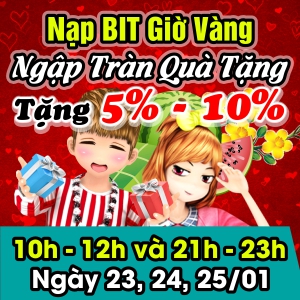 Nạp BIT Giờ Vàng
Ngập Tràn Quà Tặng
Tặng 5% - 10%
10h - 12h và 21h - 23h
Ngày 23, 24, 25/01